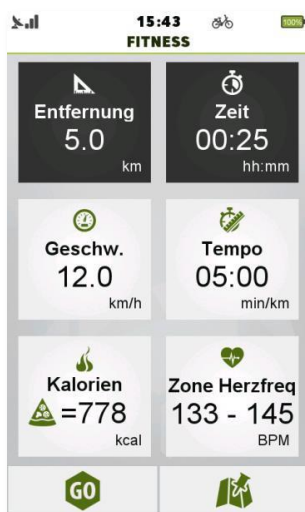 15:43 100%
FITNESS
Entfernung Zeit
5.0 00:25
km hh:mm
Geschw. Tempo
12.0 05:00
km/h min/km
Kalorien Zone Herzfreq
=778 133 - 145
kcal BPM
GO